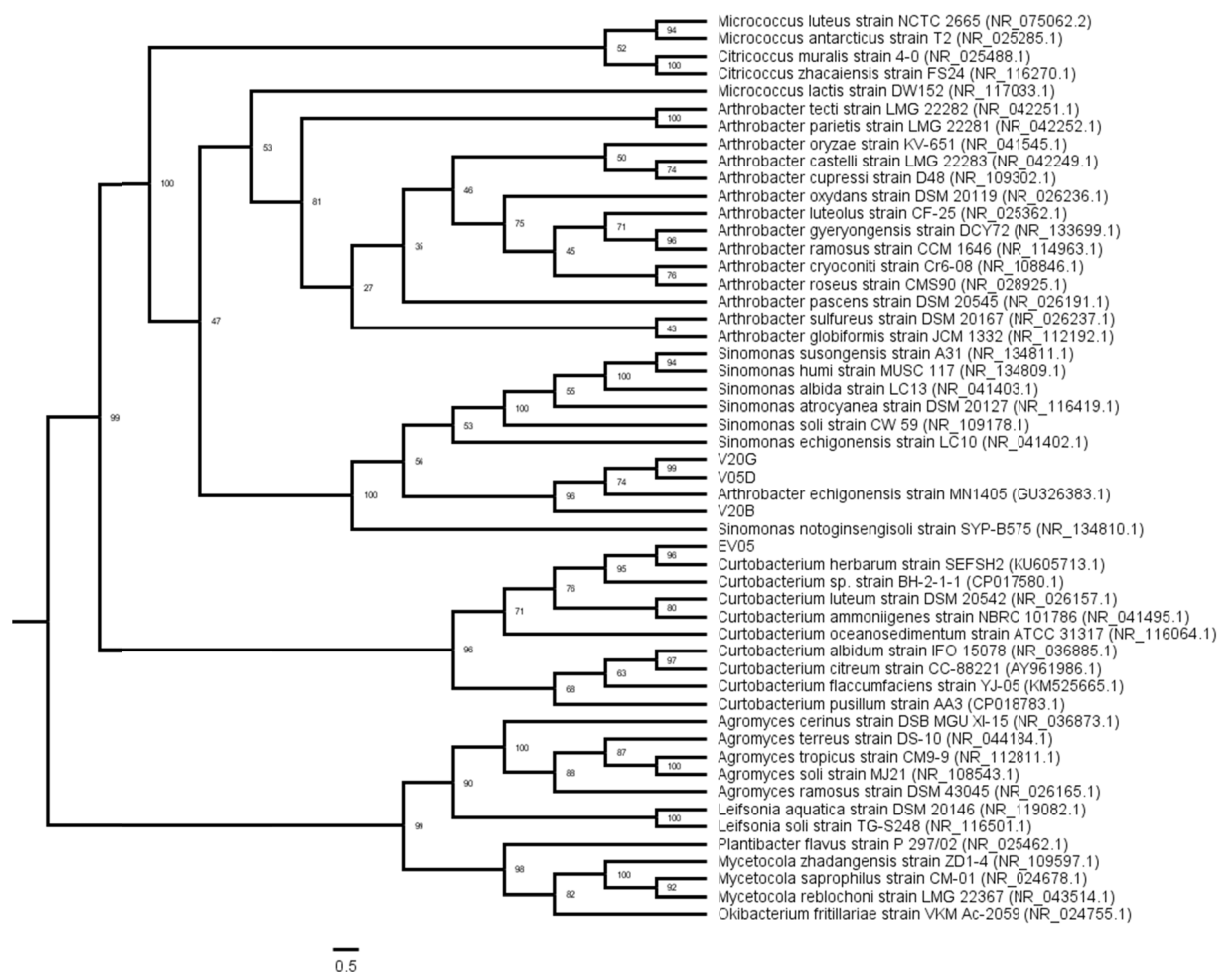 Micrococcus luteus strain NCTC 2665 (NR_075062.2)
94
Micrococcus antarcticus strain T2 (NR_025285.1)
52
Citricoccus muralis strain 4-0 (NR_025488.1)
100
Citricoccus zhacaiensis strain FS24 (NR_116270.1)
Micrococcus lactis strain DW152 (NR_117033.1)
Arthrobacter tecti strain LMG 22282 (NR_042251.1)
100
Arthrobacter parietis strain LMG 22281 (NR_042252.1)
53
Arthrobacter oryzae strain KV-651 (NR_041545.1)
50
Arthrobacter castelli strain LMG 22283 (NR_042249.1)
74
Arthrobacter cupressi strain D48 (NR_109302.1)
100
46
Arthrobacter oxydans strain DSM 20119 (NR_026236.1)
81
Arthrobacter luteolus strain CF-25 (NR_025362.1)
75
71
Arthrobacter gyeryongensis strain DCY72 (NR_133699.1)
96
Arthrobacter ramosus strain CCM 1646 (NR_114963.1)
45
Arthrobacter cryoconiti strain Cr6-08 (NR_108846.1)
76
Arthrobacter roseus strain CMS90 (NR_028925.1)
27
Arthrobacter pascens strain DSM 20545 (NR_026191.1)
47
Arthrobacter sulfureus strain DSM 20167 (NR_026237.1)
43
Arthrobacter globiformis strain JCM 1332 (NR_112192.1)
Sinomonas susongensis strain A31 (NR_134811.1)
94
Sinomonas humi strain MUSC 117 (NR_134809.1)
100
Sinomonas albida strain LC13 (NR_041403.1)
55
Sinomonas atrocyanea strain DSM 20127 (NR_116419.1)
100
99
Sinomonas soli strain CW 59 (NR_109178.1)
53
Sinomonas echigonensis strain LC10 (NR_041402.1)
V20G
99
V05D
74
Arthrobacter echigonensis strain MN1405 (GU326383.1)
100
96
V20B
Sinomonas notoginsengisoli strain SYP-B575 (NR_134810.1)
EV05
96
Curtobacterium herbarum strain SEFSH2 (KU605713.1)
95
Curtobacterium sp. strain BH-2-1-1 (CP017580.1)
76
Curtobacterium luteum strain DSM 20542 (NR_026157.1)
80
Curtobacterium ammoniigenes strain NBRC 101786 (NR_041495.1)
71
Curtobacterium oceanosedimentum strain ATCC 31317 (NR_116064.1)
96
Curtobacterium albidum strain IFO 15078 (NR_036885.1)
97
Curtobacterium citreum strain CC-88221 (AY961986.1)
63
Curtobacterium flaccumfaciens strain YJ-05 (KM525665.1)
68
Curtobacterium pusillum strain AA3 (CP018783.1)
Agromyces cerinus strain DSB MGU XI-15 (NR_036873.1)
100
Agromyces terreus strain DS-10 (NR_044184.1)
87
Agromyces tropicus strain CM9-9 (NR_112811.1)
100
Agromyces soli strain MJ21 (NR_108543.1)
88
90
Agromyces ramosus strain DSM 43045 (NR_026165.1)
Leifsonia aquatica strain DSM 20146 (NR_119082.1)
100
Leifsonia soli strain TG-S248 (NR_116501.1)
Plantibacter flavus strain P 297/02 (NR_025462.1)
98
Mycetocola zhadangensis strain ZD1-4 (NR_109597.1)
100
Mycetocola saprophilus strain CM-01 (NR_024678.1)
92
Mycetocola reblochoni strain LMG 22367 (NR_043514.1)
82
Okibacterium fritillariae strain VKM Ac-2059 (NR_024755.1)
0.5